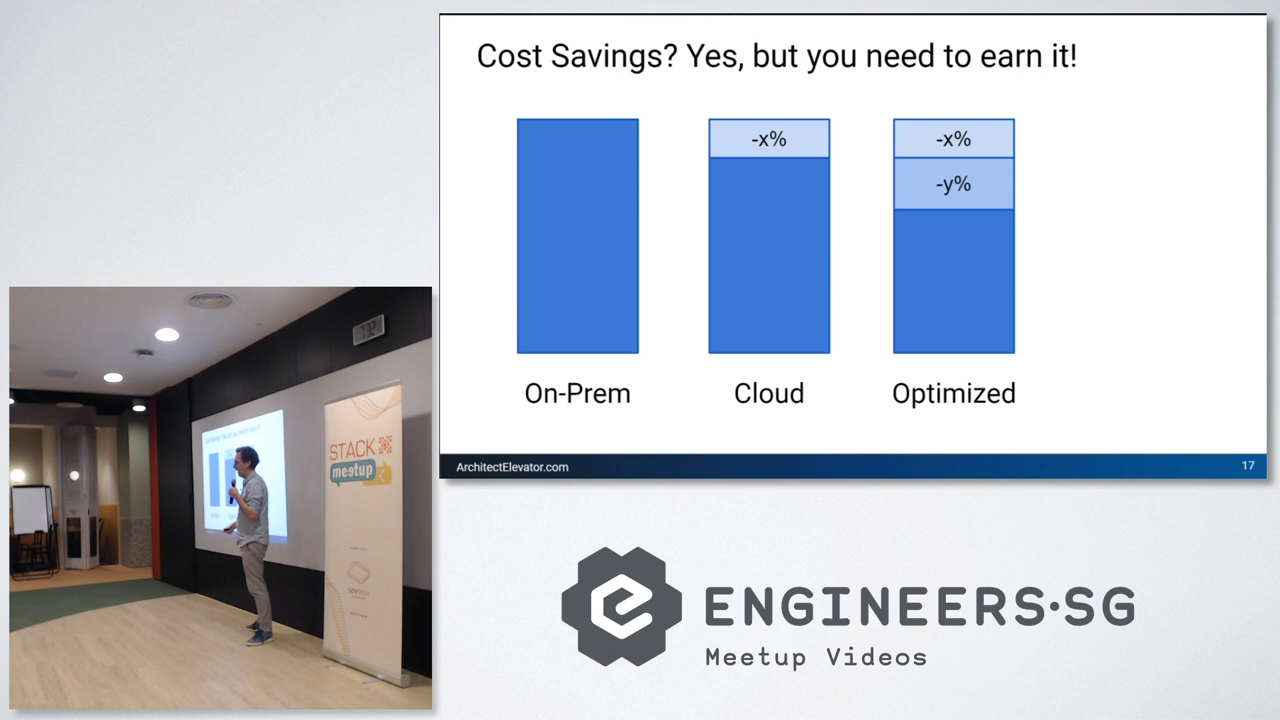 Cost Savings? Yes, but you need to earn it!
-x%
-x%
-y%
On-Prem
Cloud
Optimized
ArchitectElevator.com
17
STACK
meetup
ENGINEERS·SG
Meetup Videos